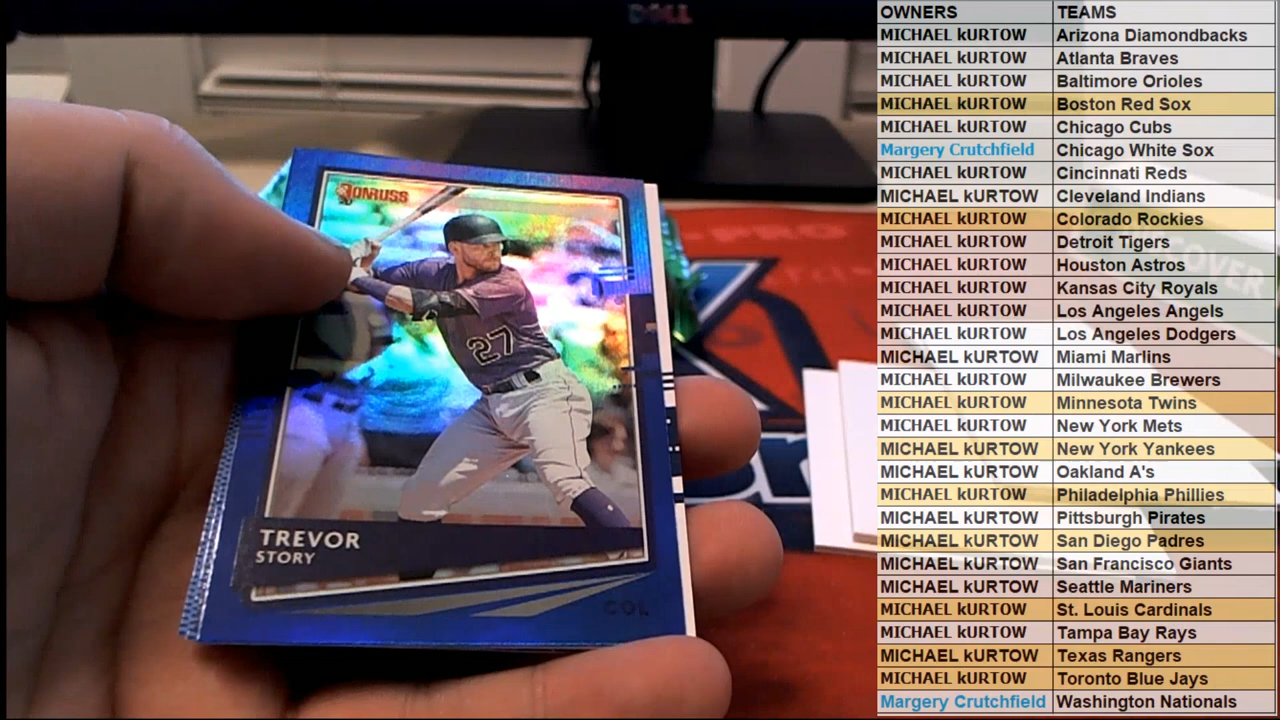 DELL
DONRUSS
27
TREVOR
STORY
COL
OWNERS TEAMS
MICHAEL kURTOW Arizona Diamondbacks
MICHAEL kURTOW Atlanta Braves
MICHAEL kURTOW Baltimore Orioles
MICHAEL kURTOW Boston Red Sox
MICHAEL kURTOW Chicago Cubs
Margery Crutchfield Chicago White Sox
MICHAEL kURTOW Cincinnati Reds
MICHAEL kURTOW Cleveland Indians
MICHAEL kURTOW Colorado Rockies
MICHAEL kURTOW Detroit Tigers
MICHAEL kURTOW Houston Astros
MICHAEL kURTOW Kansas City Royals
MICHAEL kURTOW Los Angeles Angels
MICHAEL kURTOW Los Angeles Dodgers
MICHAEL kURTOW Miami Marlins
MICHAEL kURTOW Milwaukee Brewers
MICHAEL kURTOW Minnesota Twins
MICHAEL kURTOW New York Mets
MICHAEL kURTOW New York Yankees
MICHAEL kURTOW Oakland A's
MICHAEL kURTOW Philadelphia Phillies
MICHAEL kURTOW Pittsburgh Pirates
MICHAEL kURTOW San Diego Padres
MICHAEL kURTOW San Francisco Giants
MICHAEL kURTOW Seattle Mariners
MICHAEL kURTOW St. Louis Cardinals
MICHAEL kURTOW Tampa Bay Rays
MICHAEL kURTOW Texas Rangers
MICHAEL kURTOW Toronto Blue Jays
Margery Crutchfield Washington Nationals